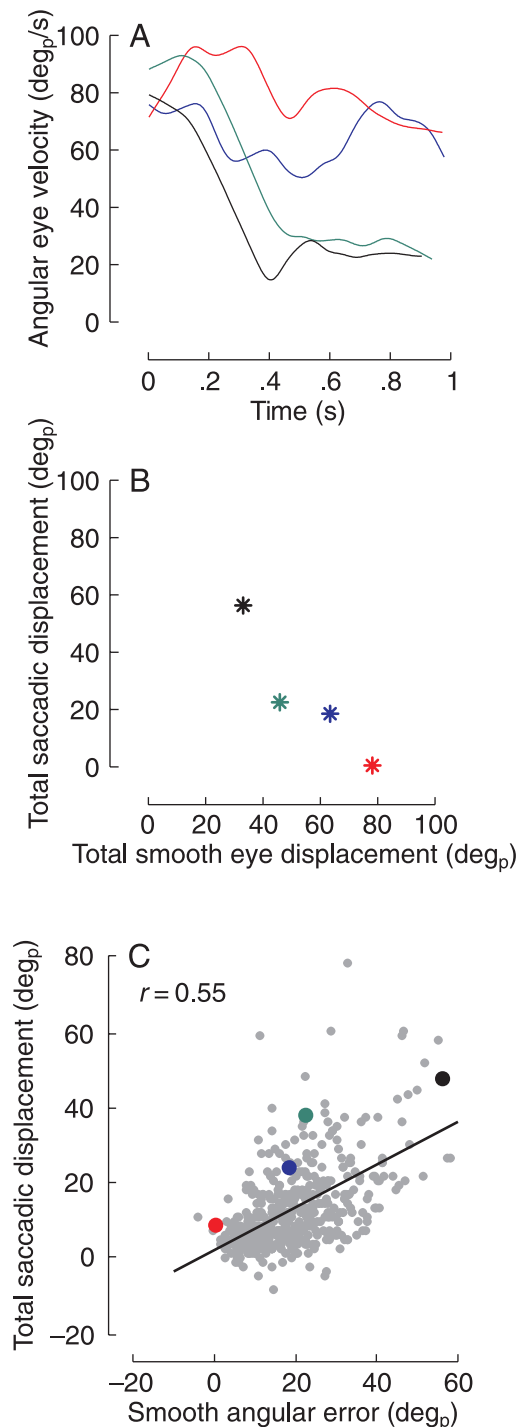 A
Angular eye velocity (deg_p/s)
100
80
60
40
20
0
0 .2 .4 .6 .8 1
Time (s)
B
Total saccadic displacement (deg_p)
100
80
60
40
20
0
0 20 40 60 80 100
Total smooth eye displacement (deg_p)
C
r = 0.55
Total saccadic displacement (deg_p)
80
60
40
20
0
−20
−20 0 20 40 60
Smooth angular error (deg_p)